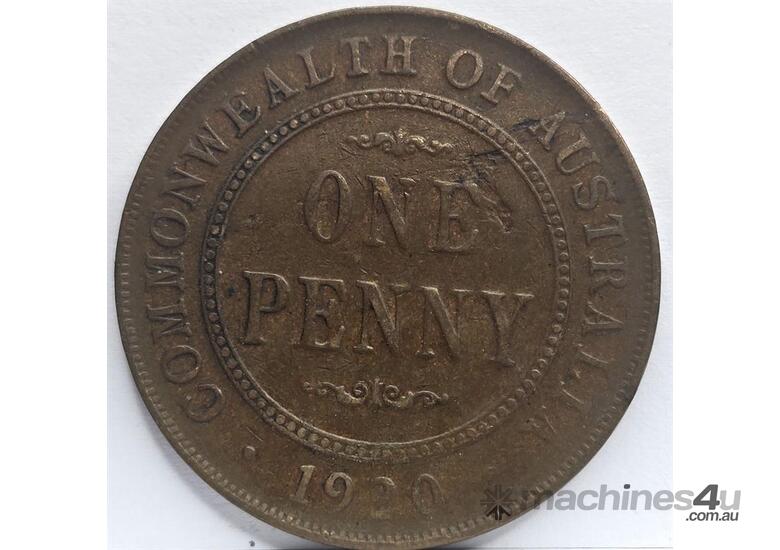 COMMONWEALTH OF AUSTRALIA
ONE
PENNY
1920
machines4u
.com.au